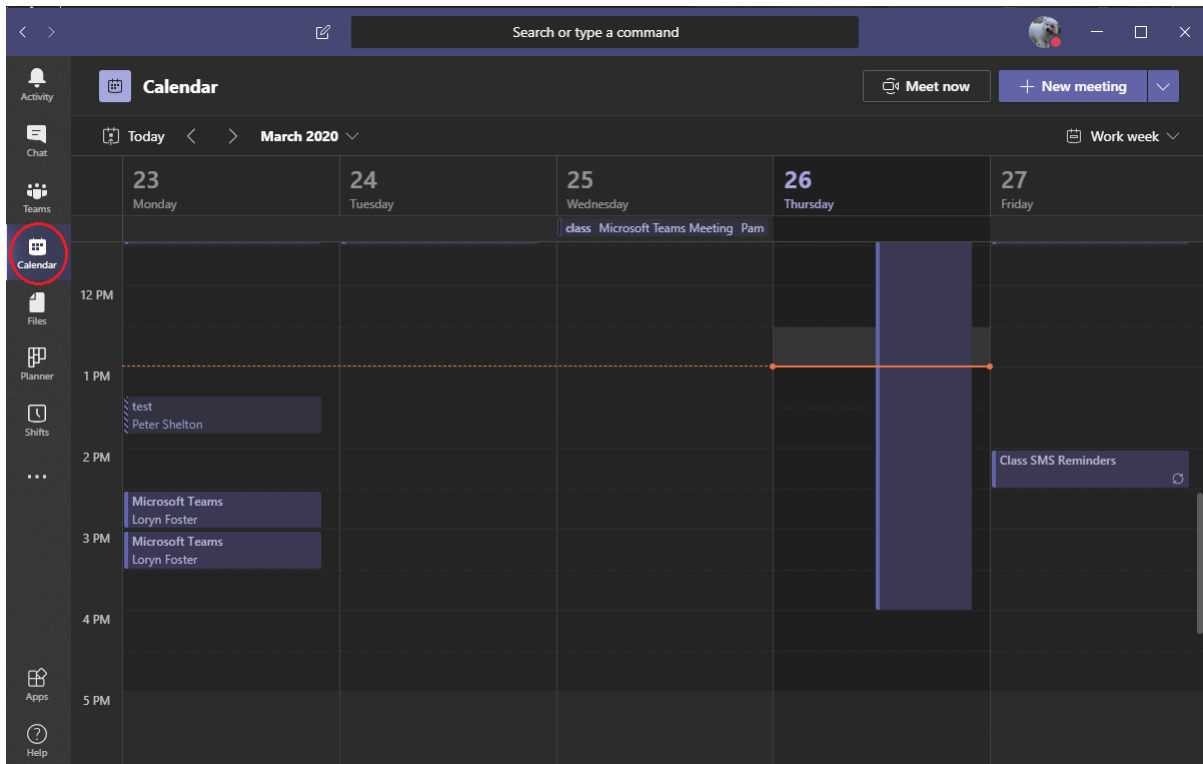 Search or type a command
Activity
Chat
Teams
Calendar
Files
Planner
Shifts
Apps
Help
Calendar
Meet now
New meeting
Today
March 2020
Work week
23
Monday
24
Tuesday
25
Wednesday
26
Thursday
27
Friday
class Microsoft Teams Meeting Pam
12 PM
1 PM
test
Peter Shelton
2 PM
Class SMS Reminders
Microsoft Teams
Loryn Foster
3 PM
Microsoft Teams
Loryn Foster
4 PM
5 PM